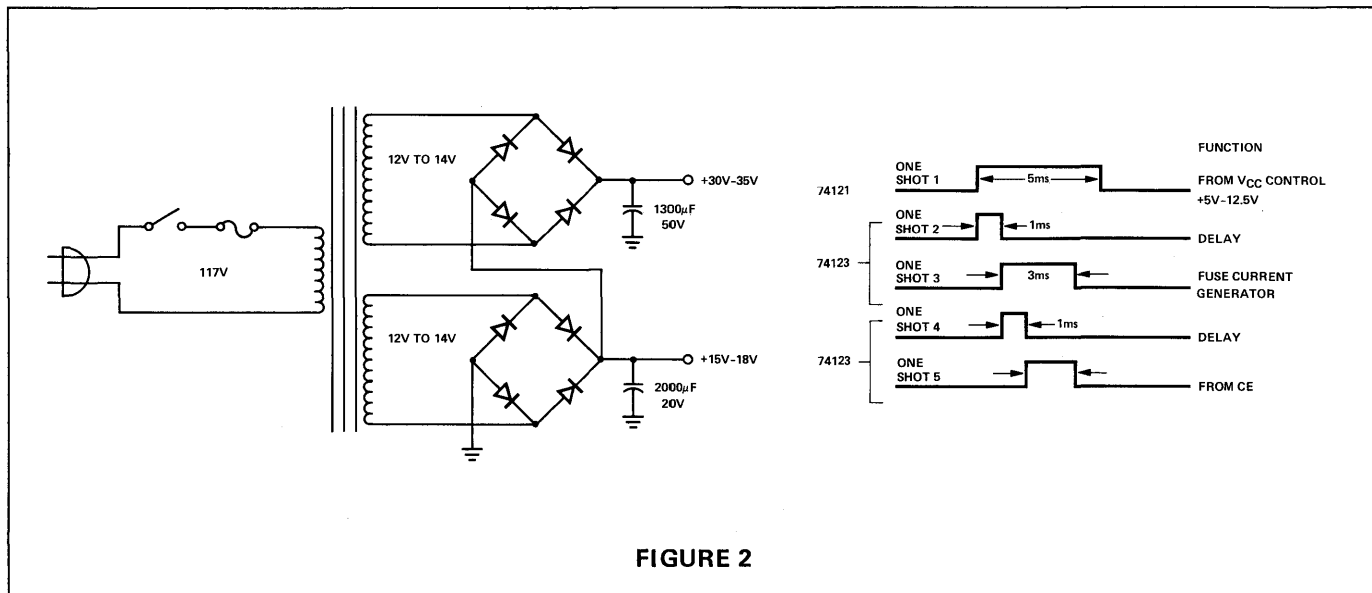 12V TO 14V
+30V-35V
1300µF
50V
117V
12V TO 14V
+15V-18V
2000µF
20V
FUNCTION
74121
ONE
SHOT 1
5ms
FROM VCC CONTROL
+5V-12.5V
74123
ONE
SHOT 2
1ms
DELAY
ONE
SHOT 3
3ms
FUSE CURRENT
GENERATOR
74123
ONE
SHOT 4
1ms
DELAY
ONE
SHOT 5
FROM CE
FIGURE 2